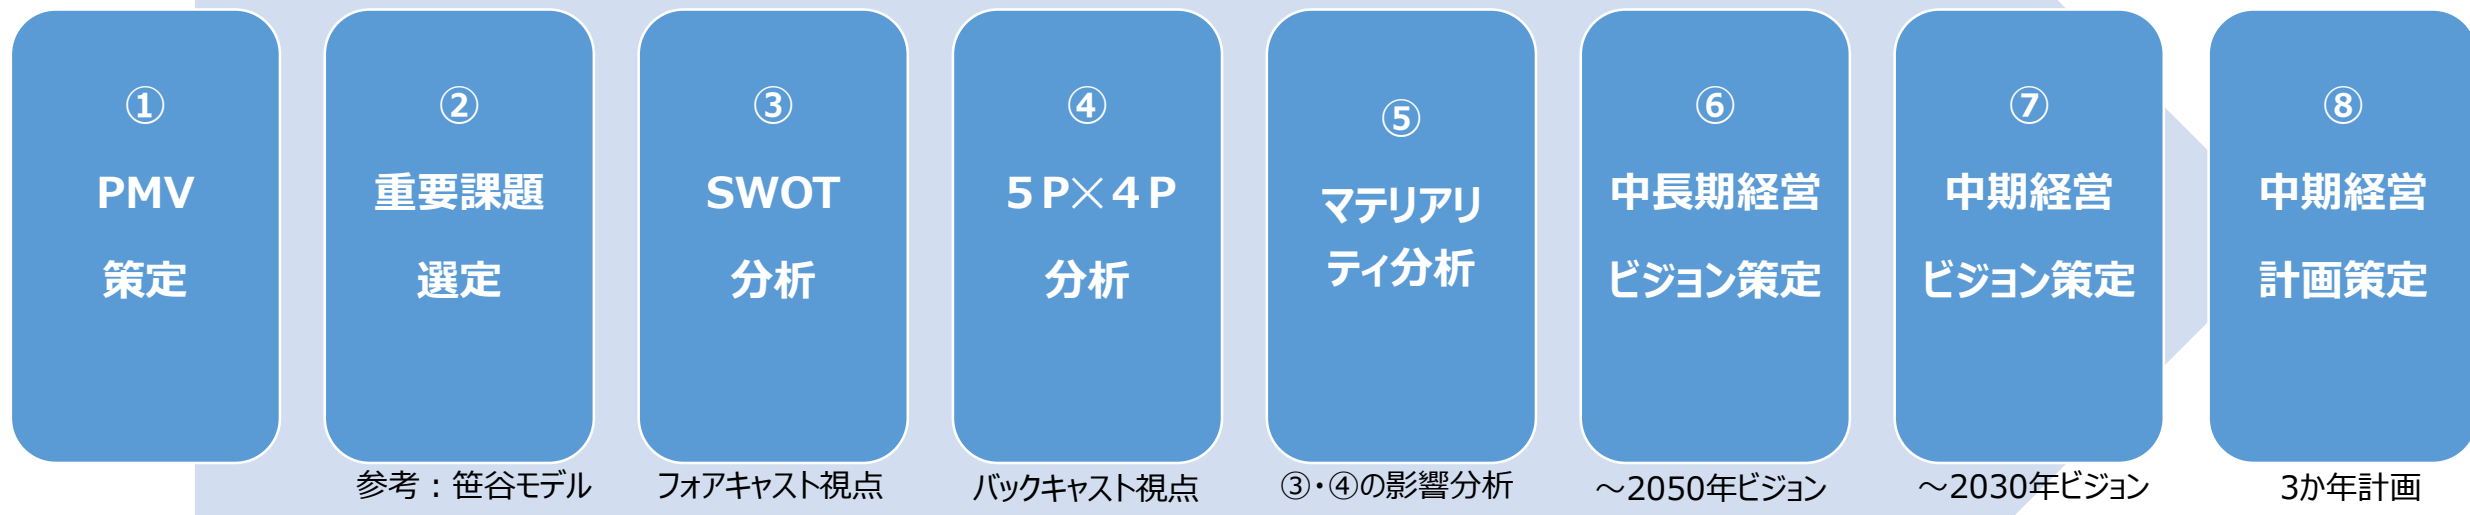 ①
PMV
策定
②
重要課題
選定
③
SWOT
分析
④
５P×４P
分析
⑤
マテリアリ
ティ分析
⑥
中長期経営
ビジョン策定
⑦
中期経営
ビジョン策定
⑧
中期経営
計画策定
参考：笹谷モデル
フォアキャスト視点
バックキャスト視点
③・④の影響分析
～2050年ビジョン
～2030年ビジョン
3か年計画